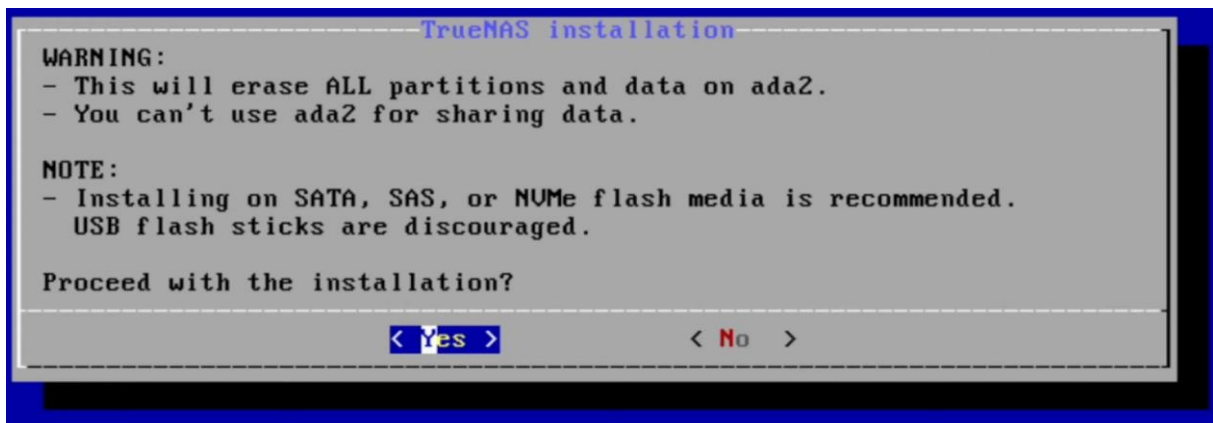 TrueNAS installation
WARNING:
- This will erase ALL partitions and data on ada2.
- You can't use ada2 for sharing data.
NOTE:
- Installing on SATA, SAS, or NVMe flash media is recommended.
USB flash sticks are discouraged.
Proceed with the installation?
< Yes > < No >